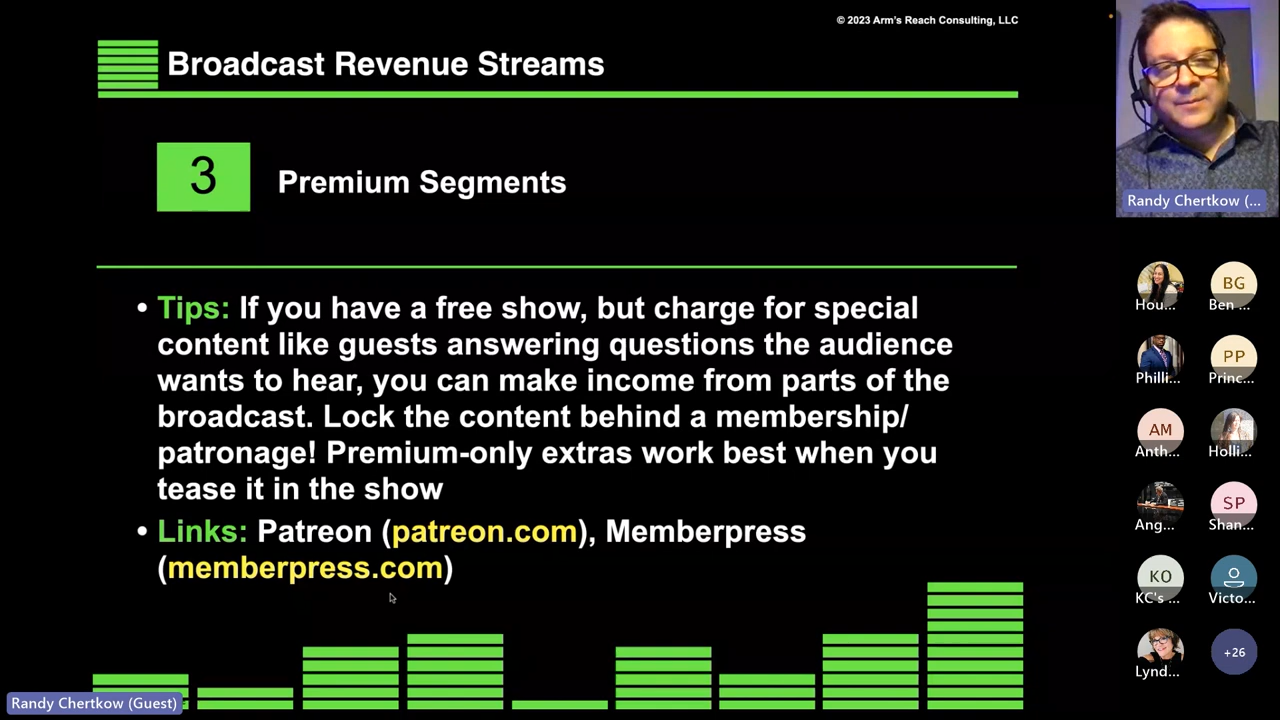 © 2023 Arm's Reach Consulting, LLC
Broadcast Revenue Streams
3
Premium Segments
• Tips: If you have a free show, but charge for special
content like guests answering questions the audience
wants to hear, you can make income from parts of the
broadcast. Lock the content behind a membership/
patronage! Premium-only extras work best when you
tease it in the show
• Links: Patreon (patreon.com), Memberpress
(memberpress.com)
Randy Chertkow (Guest)
Randy Chertkow (...
Hou...
BG
Ben ...
Philli...
PP
Princ...
AM
Anth...
Holli...
Ang...
SP
Shan...
KO
KC's ...
Victo...
Lynd...
+26